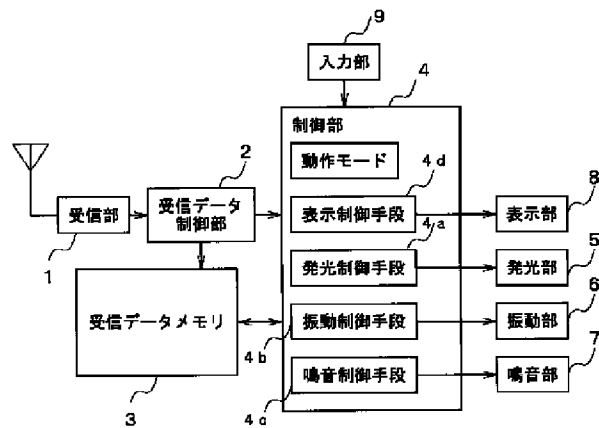 9
入力部
4
制御部
動作モード
2
4d
受信部
受信データ
制御部
表示制御手段
表示部
8
1
4a
発光制御手段
発光部
5
受信データメモリ
振動制御手段
振動部
6
4b
3
鳴音制御手段
鳴音部
7
4c